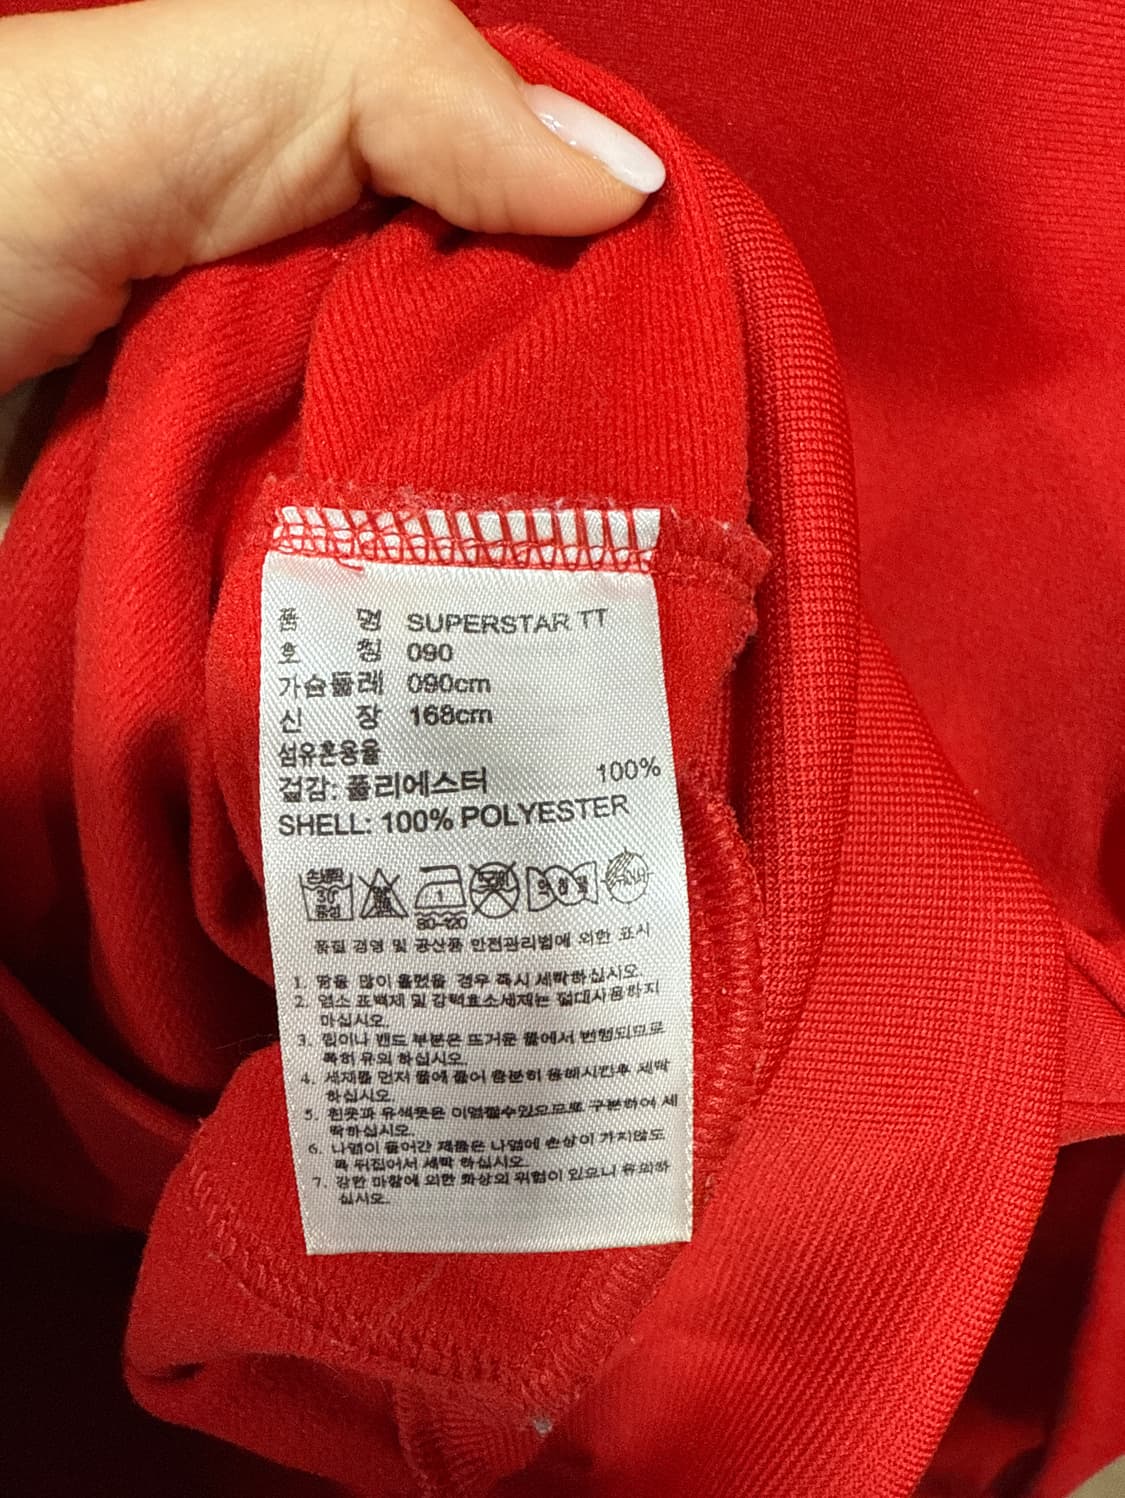 품 명 SUPERSTAR TT
호 칭 090
가슴둘레 090cm
신 장 168cm
섬유혼용율
겉감: 폴리에스터 100%
SHELL: 100% POLYESTER
손세탁
30°
중성
80~120
품질 경영 및 공산품 안전관리법에 의한 표시
1. 땀을 많이 흘렸을 경우 즉시 세탁하십시오.
2. 염소 표백제 및 강력효소세제는 절대사용하지
마십시오.
3. 립이나 밴드 부분은 뜨거운 물에서 변형되므로
특히 유의 하십시오.
4. 세제를 먼저 물에 풀어 충분히 용해시킨후 세탁
하십시오.
5. 흰옷과 유색옷은 이염될수있으므로 구분하여 세
탁하십시오.
6. 나염이 들어간 제품은 나염에 손상이 가지않도
록 뒤집어서 세탁 하십시오.
7. 강한 마찰에 의한 화상의 위험이 있으니 유의하
십시오.